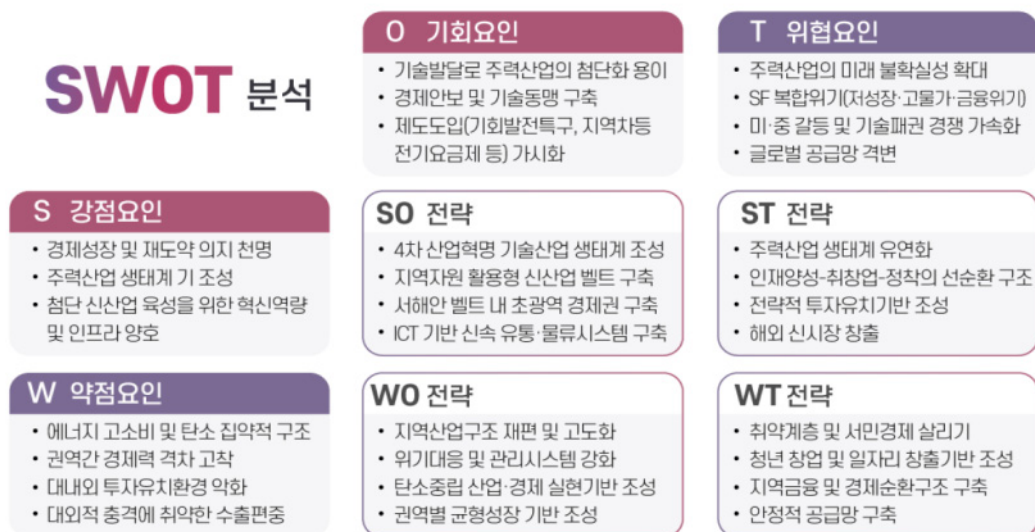 SWOT 분석
O 기회요인
• 기술발달로 주력산업의 첨단화 용이
• 경제안보 및 기술동맹 구축
• 제도도입(기회발전특구, 지역차등
전기요금제 등) 가시화
T 위협요인
• 주력산업의 미래 불확실성 확대
• SF 복합위기(저성장·고물가·금융위기)
• 미·중 갈등 및 기술패권 경쟁 가속화
• 글로벌 공급망 격변
S 강점요인
• 경제성장 및 재도약 의지 천명
• 주력산업 생태계 기 조성
• 첨단 신산업 육성을 위한 혁신역량
및 인프라 양호
SO 전략
• 4차 산업혁명 기술산업 생태계 조성
• 지역자원 활용형 신산업 벨트 구축
• 서해안 벨트 내 초광역 경제권 구축
• ICT 기반 신속 유통·물류시스템 구축
ST 전략
• 주력산업 생태계 유연화
• 인재양성-취창업-정착의 선순환 구조
• 전략적 투자유치기반 조성
• 해외 신시장 창출
W 약점요인
• 에너지 고소비 및 탄소 집약적 구조
• 권역간 경제력 격차 고착
• 대내외 투자유치환경 악화
• 대외적 충격에 취약한 수출편중
WO 전략
• 지역산업구조 재편 및 고도화
• 위기대응 및 관리시스템 강화
• 탄소중립 산업·경제 실현기반 조성
• 권역별 균형성장 기반 조성
WT 전략
• 취약계층 및 서민경제 살리기
• 청년 창업 및 일자리 창출기반 조성
• 지역금융 및 경제순환구조 구축
• 안정적 공급망 구축